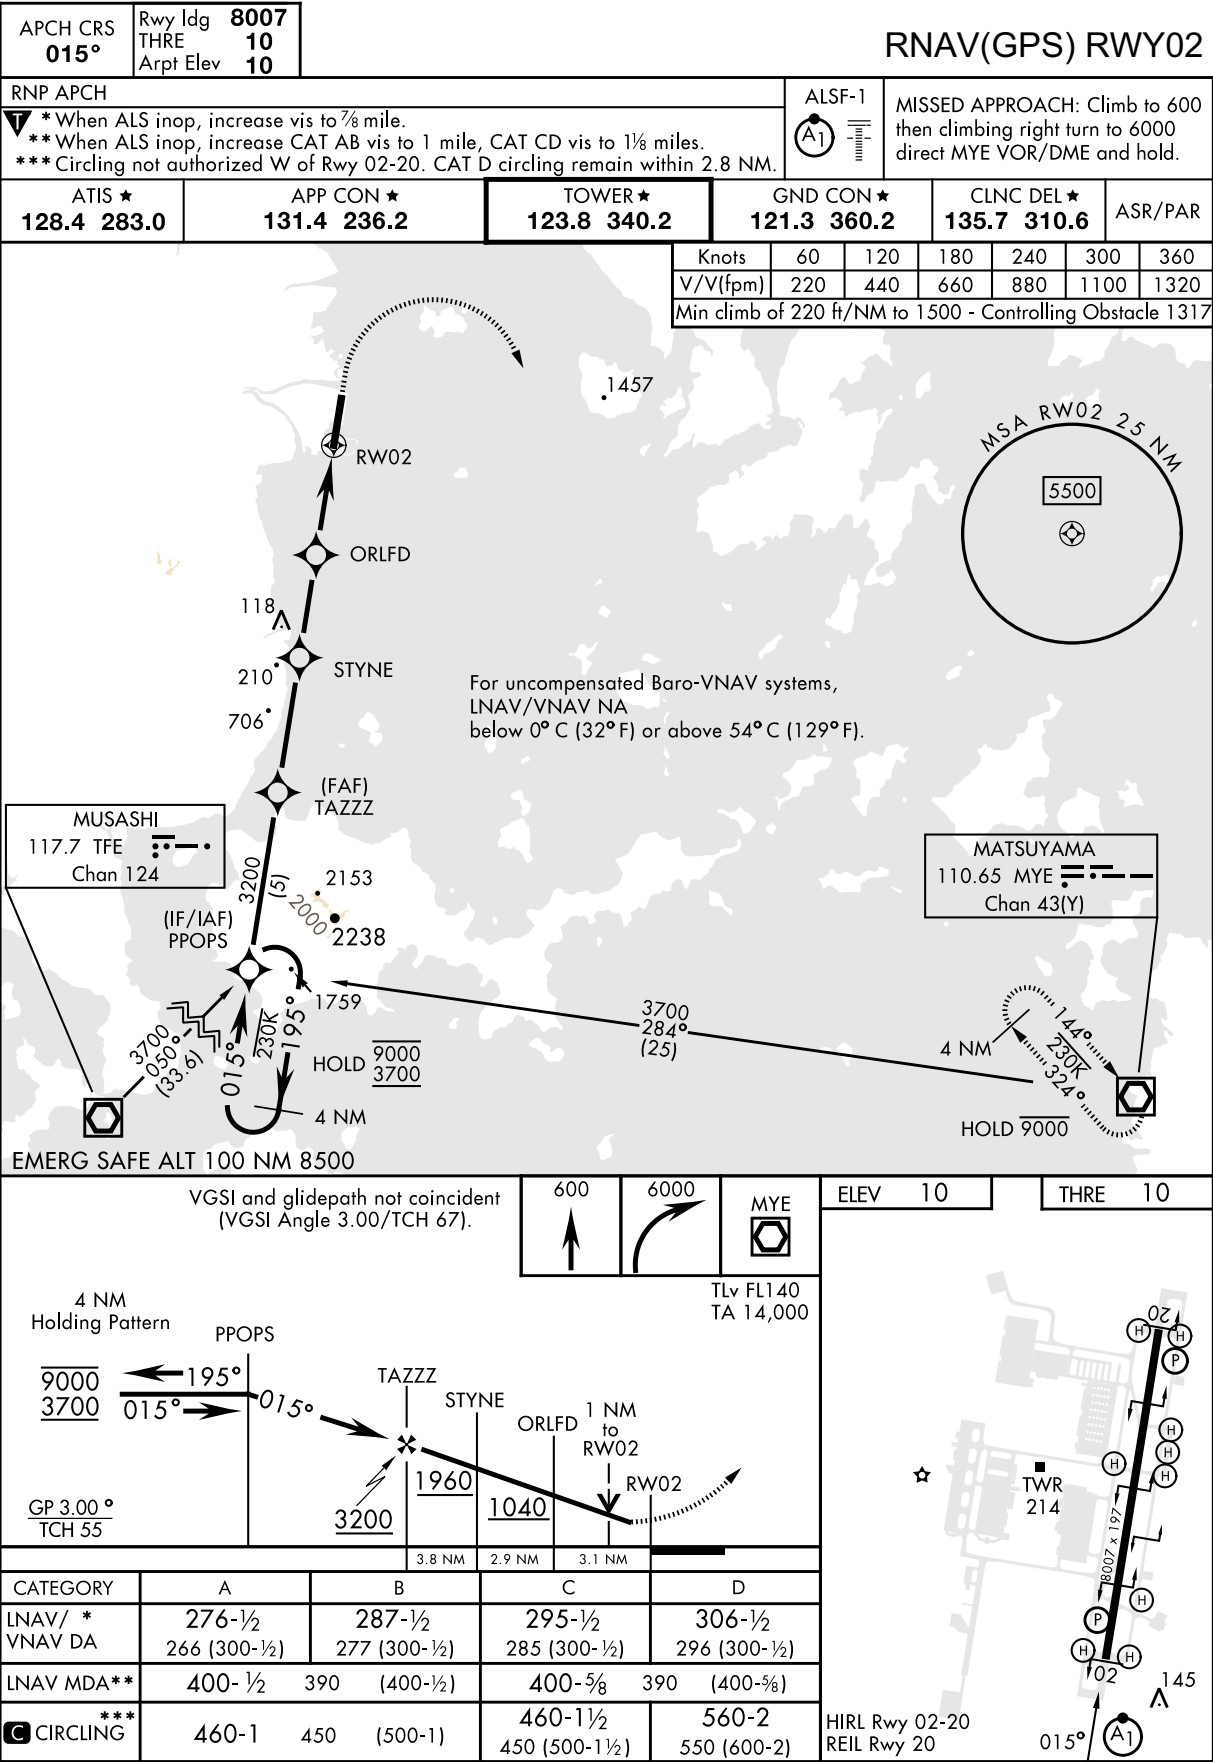 APCH CRS
015°
Rwy ldg 8007
THRE 10
Arpt Elev 10
RNAV(GPS) RWY02
RNP APCH
T * When ALS inop, increase vis to ⅞ mile.
** When ALS inop, increase CAT AB vis to 1 mile, CAT CD vis to 1⅛ miles.
*** Circling not authorized W of Rwy 02-20. CAT D circling remain within 2.8 NM.
ALSF-1
A1
MISSED APPROACH: Climb to 600
then climbing right turn to 6000
direct MYE VOR/DME and hold.
ATIS ★
128.4 283.0
APP CON ★
131.4 236.2
TOWER ★
123.8 340.2
GND CON ★
121.3 360.2
CLNC DEL ★
135.7 310.6
ASR/PAR
Knots 60 120 180 240 300 360
V/V(fpm) 220 440 660 880 1100 1320
Min climb of 220 ft/NM to 1500 - Controlling Obstacle 1317
1457
MSA RW02 25 NM
5500
RW02
ORLFD
118
STYNE
210
706
For uncompensated Baro-VNAV systems,
LNAV/VNAV NA
below 0° C (32° F) or above 54° C (129° F).
(FAF)
TAZZZ
MUSASHI
117.7 TFE
Chan 124
MATSUYAMA
110.65 MYE
Chan 43(Y)
3200
(5)
2153
2000
2238
(IF/IAF)
PPOPS
1759
3700
050°
(33.6)
015°
230K
195°
HOLD 9000
3700
4 NM
3700
284°
(25)
4 NM
144°
230K
324°
HOLD 9000
EMERG SAFE ALT 100 NM 8500
VGSI and glidepath not coincident
(VGSI Angle 3.00/TCH 67).
600
6000
MYE
TLv FL140
TA 14,000
ELEV 10
THRE 10
4 NM
Holding Pattern
PPOPS
9000
3700
195°
015°
015°
TAZZZ
STYNE
ORLFD
1 NM
to
RW02
RW02
1960
1040
3200
GP 3.00 °
TCH 55
3.8 NM 2.9 NM 3.1 NM
CATEGORY A B C D
LNAV/ *
VNAV DA
276-½ 287-½ 295-½ 306-½
266 (300-½) 277 (300-½) 285 (300-½) 296 (300-½)
LNAV MDA** 400-½ 390 (400-½) 400-⅝ 390 (400-⅝)
***
C CIRCLING 460-1 450 (500-1)
460-1½ 560-2
450 (500-1½) 550 (600-2)
20
H
H
P
H
H
H
H
TWR
214
8007 x 197
H
P
H
H
02
145
HIRL Rwy 02-20
REIL Rwy 20
015°
A1